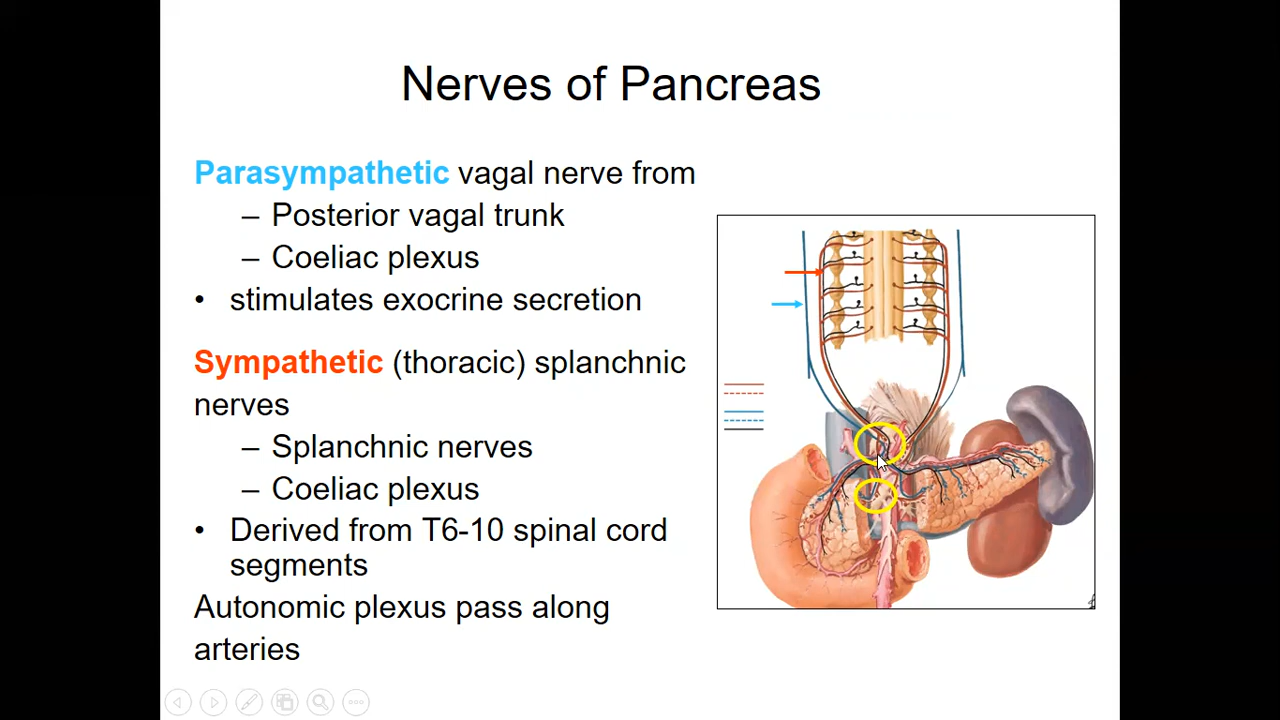 Nerves of Pancreas
Parasympathetic vagal nerve from
– Posterior vagal trunk
– Coeliac plexus
• stimulates exocrine secretion
Sympathetic (thoracic) splanchnic
nerves
– Splanchnic nerves
– Coeliac plexus
• Derived from T6-10 spinal cord
segments
Autonomic plexus pass along
arteries